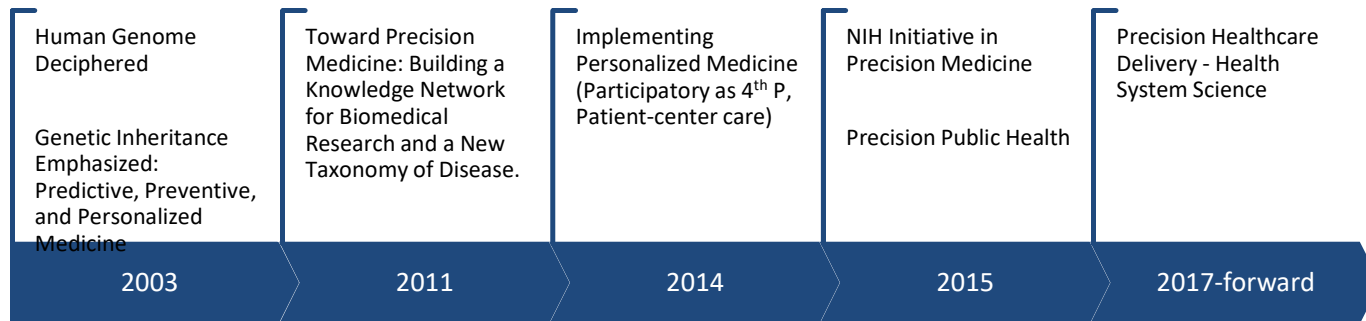 Human Genome
Deciphered
Genetic Inheritance
Emphasized:
Predictive, Preventive,
and Personalized
Medicine
Toward Precision
Medicine: Building a
Knowledge Network
for Biomedical
Research and a New
Taxonomy of Disease.
Implementing
Personalized Medicine
(Participatory as 4th P,
Patient-center care)
NIH Initiative in
Precision Medicine
Precision Public Health
Precision Healthcare
Delivery - Health
System Science
2003
2011
2014
2015
2017-forward